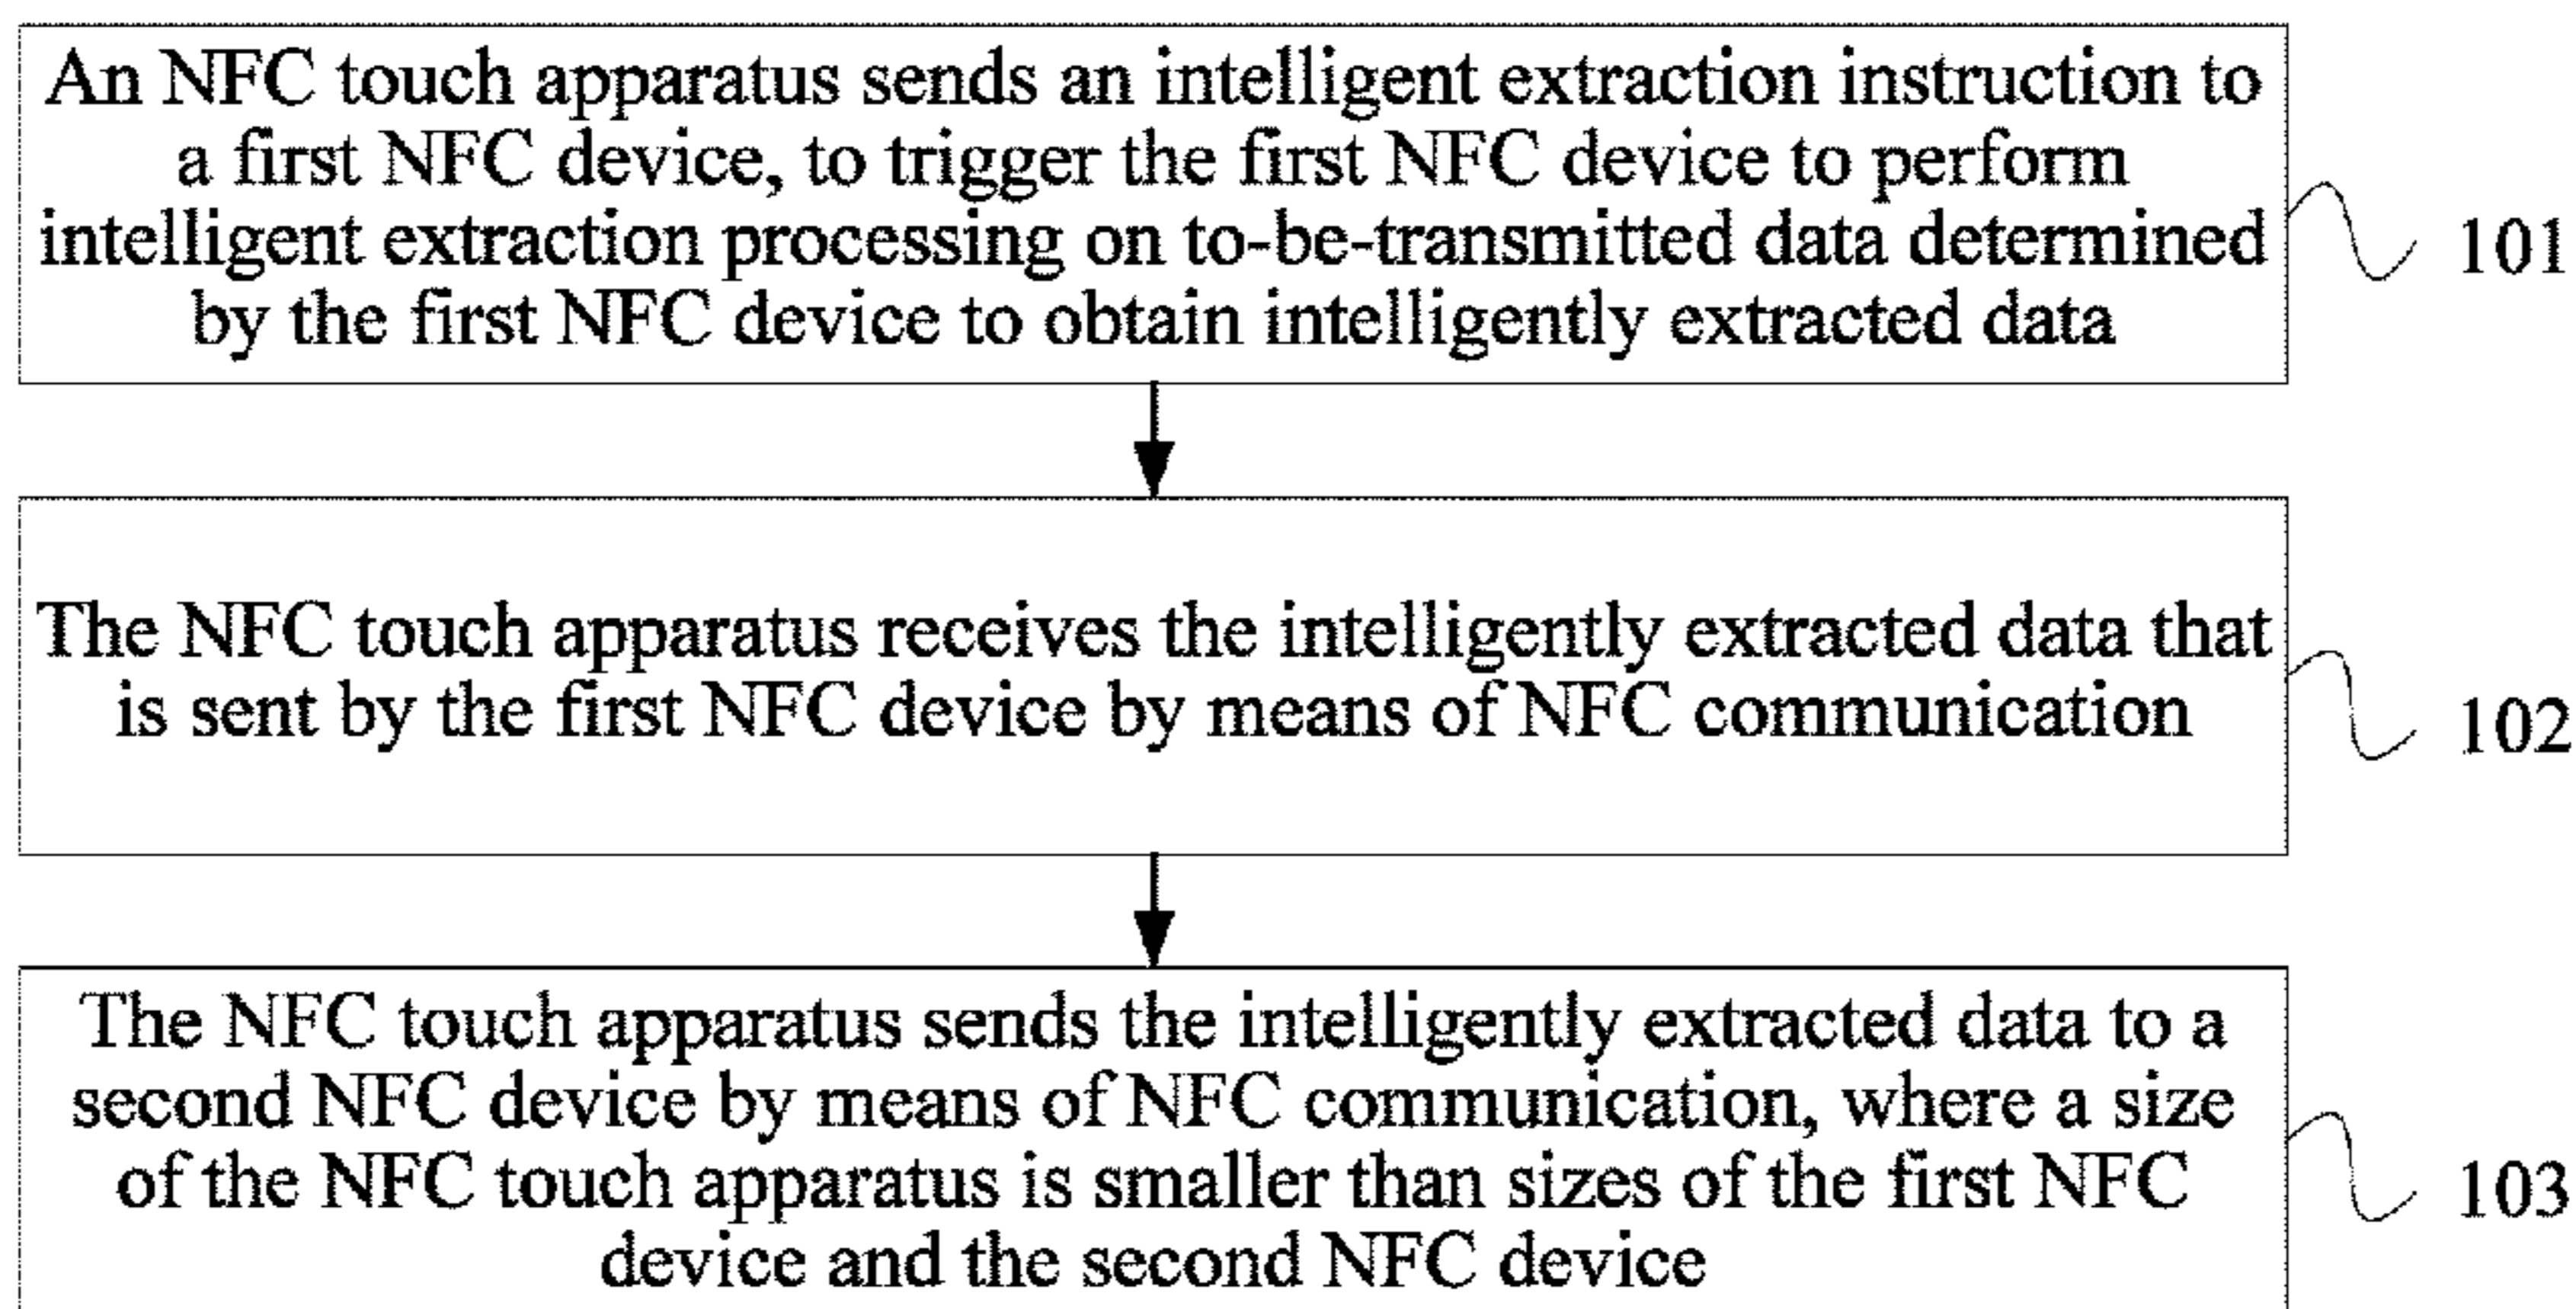 An NFC touch apparatus sends an intelligent extraction instruction to
a first NFC device, to trigger the first NFC device to perform
intelligent extraction processing on to-be-transmitted data determined
by the first NFC device to obtain intelligently extracted data
101
The NFC touch apparatus receives the intelligently extracted data that
is sent by the first NFC device by means of NFC communication
102
The NFC touch apparatus sends the intelligently extracted data to a
second NFC device by means of NFC communication, where a size
of the NFC touch apparatus is smaller than sizes of the first NFC
device and the second NFC device
103